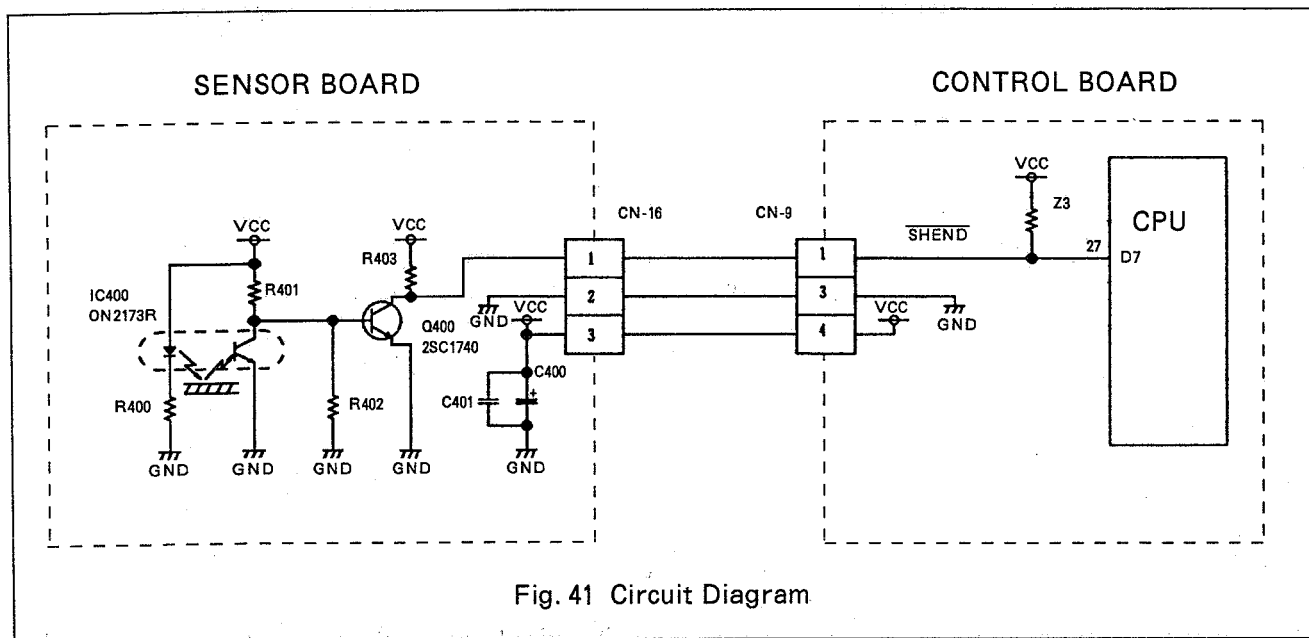 SENSOR BOARD
CONTROL BOARD
VCC
R401
IC400
ON2173R
R400
GND
GND
R402
GND
VCC
R403
Q400
2SC1740
GND
GND
VCC
C400
+
C401
GND
CN-16
1
2
3
CN-9
1
3
4
SHEND
VCC
GND
VCC
Z3
27
CPU
D7
Fig. 41 Circuit Diagram